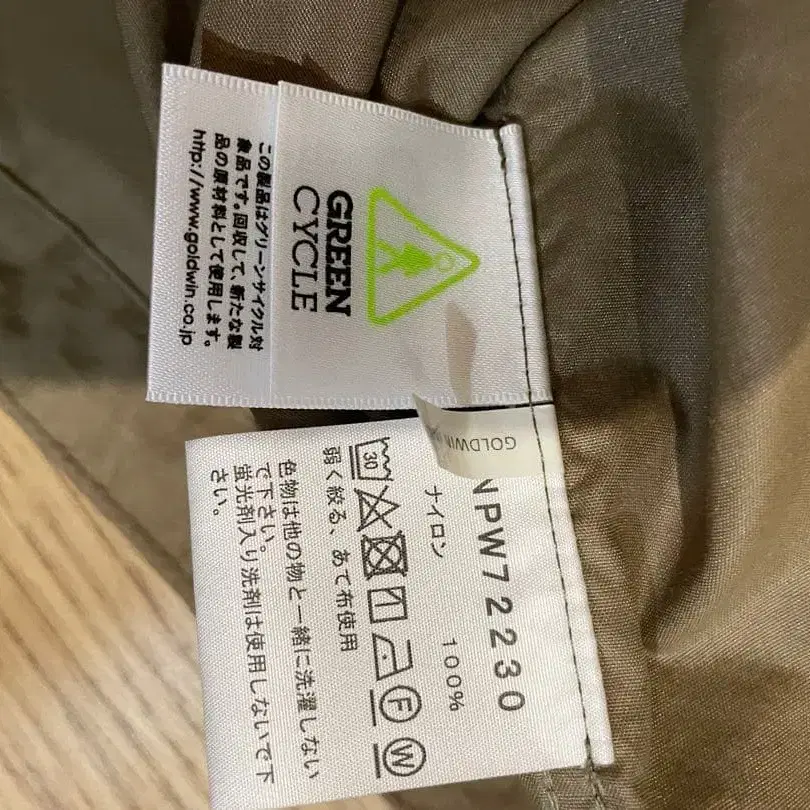 GREEN
CYCLE
この製品はグリーンサイクル対
象品です。回収して、新たな製
品の原材料として使用します。
http://www.goldwin.co.jp
GOLDWIN
NPW72230
ナイロン 100%
30
F
W
弱く絞る、あて布使用
色物は他の物と一緒に洗濯しない
で下さい。
蛍光剤入り洗剤は使用しないで下
さい。